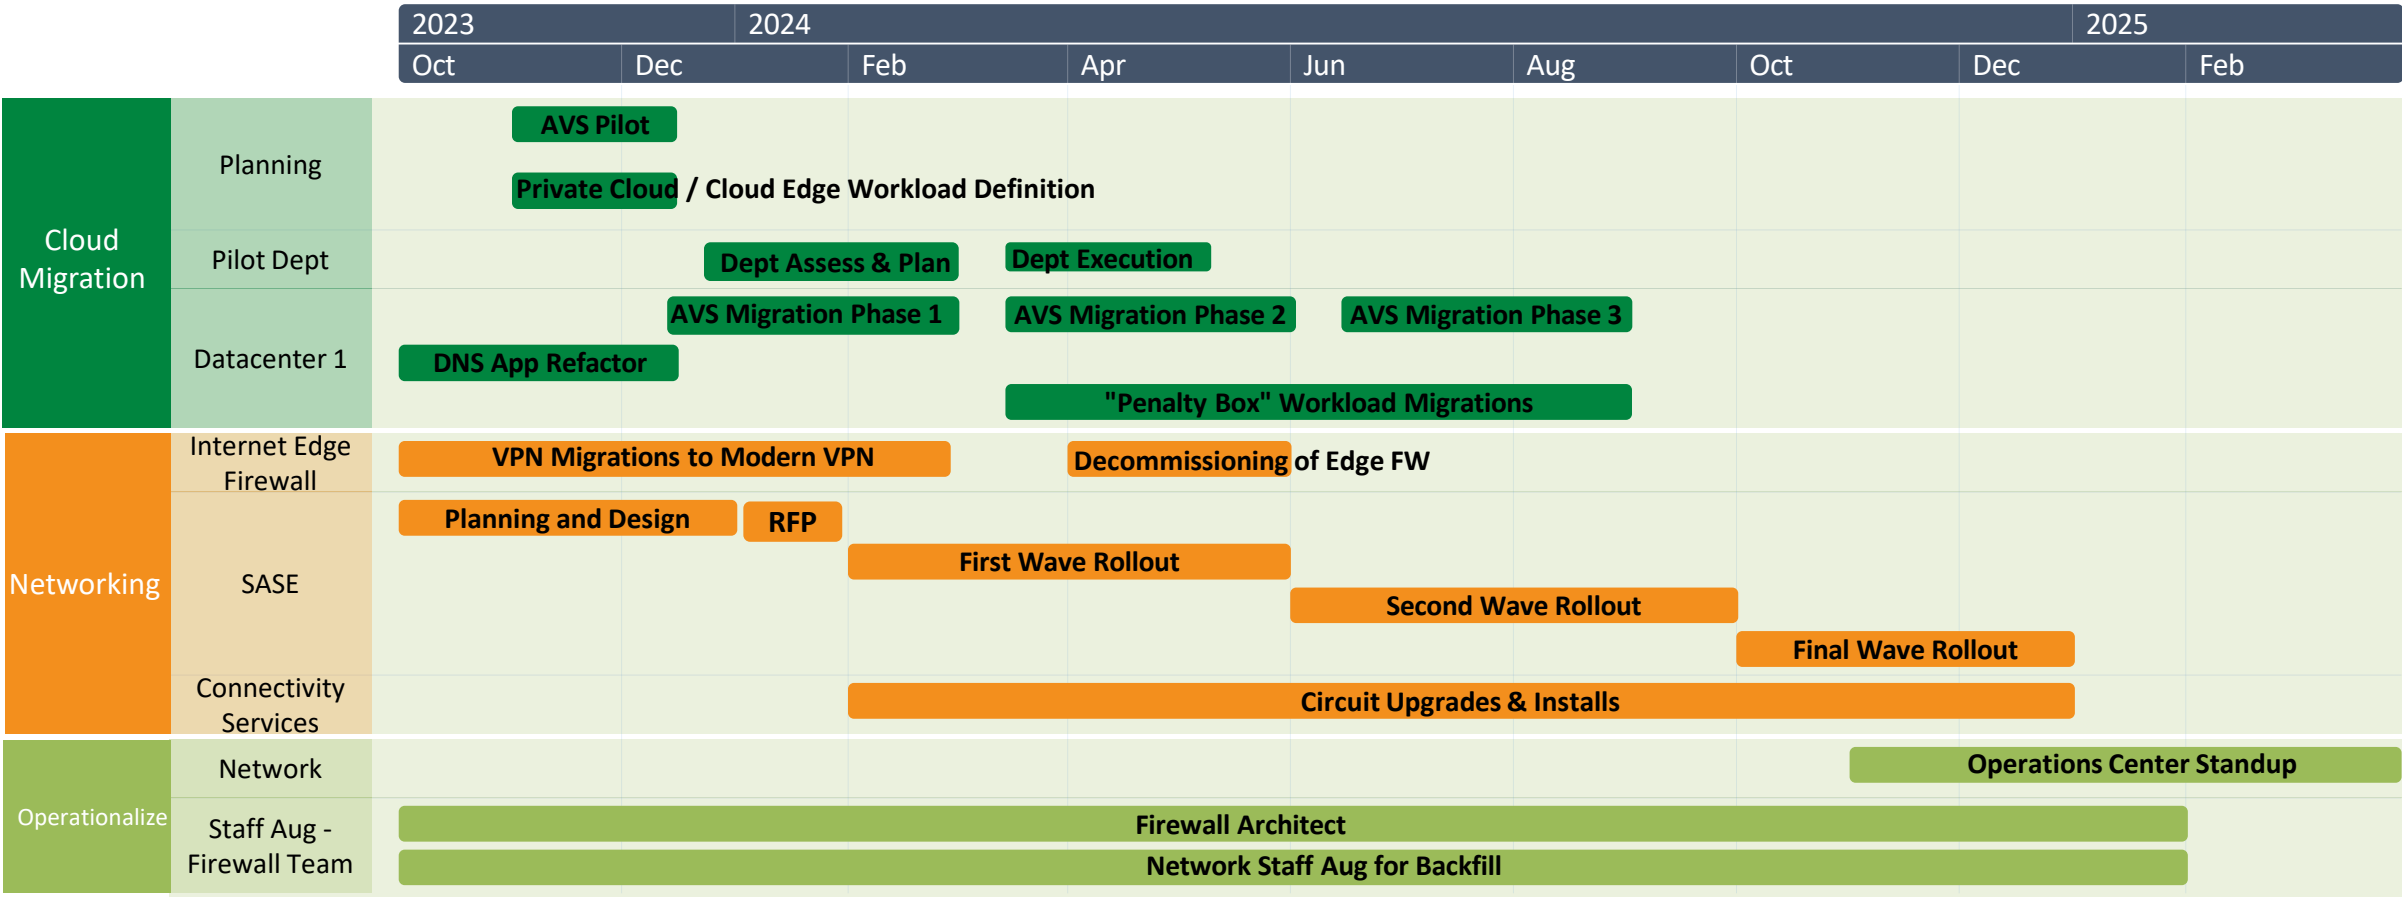 2023 2024 2025
Oct Dec Feb Apr Jun Aug Oct Dec Feb
Cloud
Migration
Planning
AVS Pilot
Private Cloud / Cloud Edge Workload Definition
Pilot Dept
Dept Assess & Plan
Dept Execution
Datacenter 1
AVS Migration Phase 1
AVS Migration Phase 2
AVS Migration Phase 3
DNS App Refactor
"Penalty Box" Workload Migrations
Networking
Internet Edge
Firewall
VPN Migrations to Modern VPN
Decommissioning of Edge FW
SASE
Planning and Design
RFP
First Wave Rollout
Second Wave Rollout
Final Wave Rollout
Connectivity
Services
Circuit Upgrades & Installs
Operationalize
Network
Operations Center Standup
Staff Aug -
Firewall Team
Firewall Architect
Network Staff Aug for Backfill